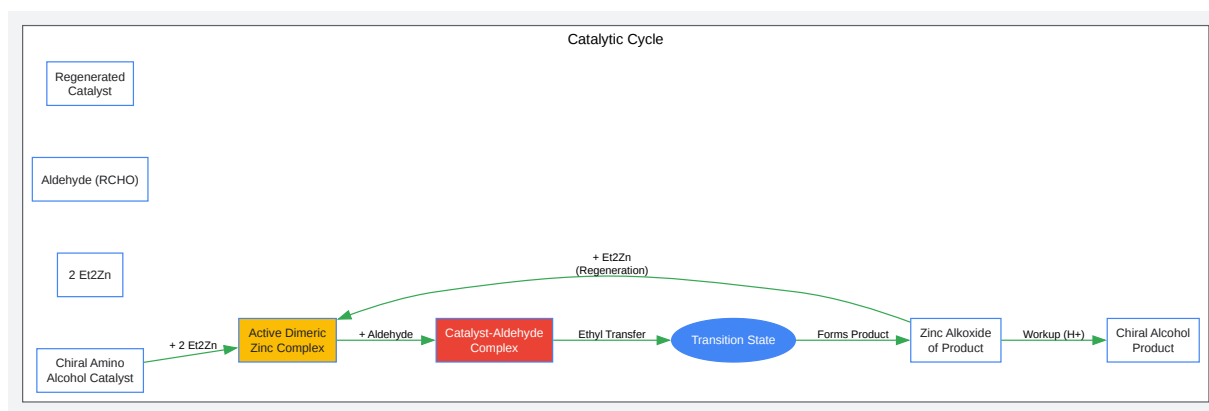 Catalytic Cycle
Regenerated
Catalyst
Aldehyde (RCHO)
2 Et2Zn
Chiral Amino
Alcohol Catalyst
+ 2 Et2Zn
Active Dimeric
Zinc Complex
+ Aldehyde
Catalyst-Aldehyde
Complex
Ethyl Transfer
Transition State
+ Et2Zn
(Regeneration)
Forms Product
Zinc Alkoxide
of Product
Workup (H+)
Chiral Alcohol
Product